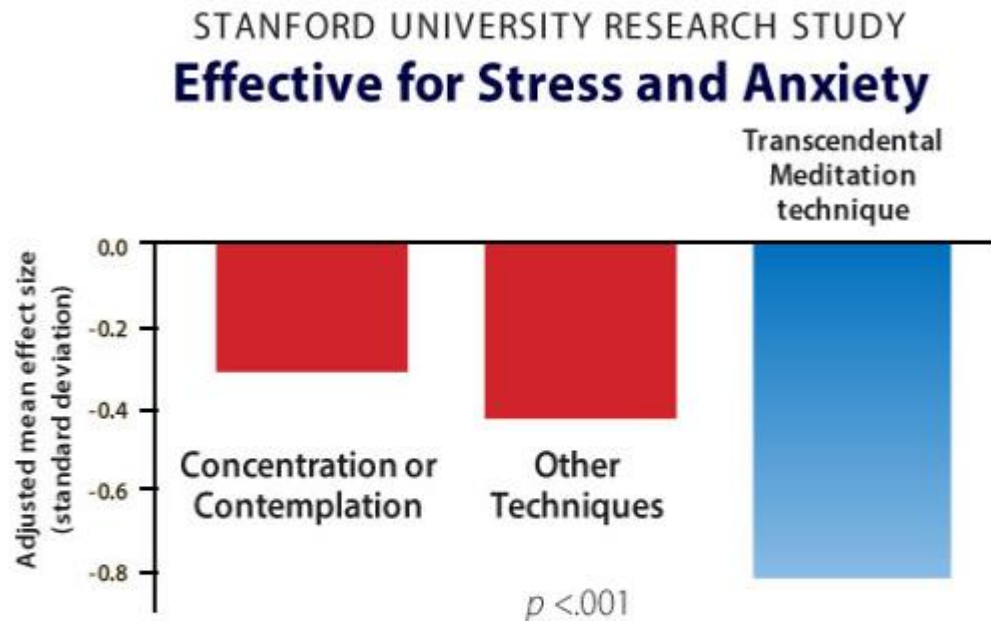 STANFORD UNIVERSITY RESEARCH STUDY
Effective for Stress and Anxiety
Transcendental
Meditation
technique
Adjusted mean effect size
(standard deviation)
0.0
-0.2
-0.4
-0.6
-0.8
Concentration or
Contemplation
Other
Techniques
p <.001